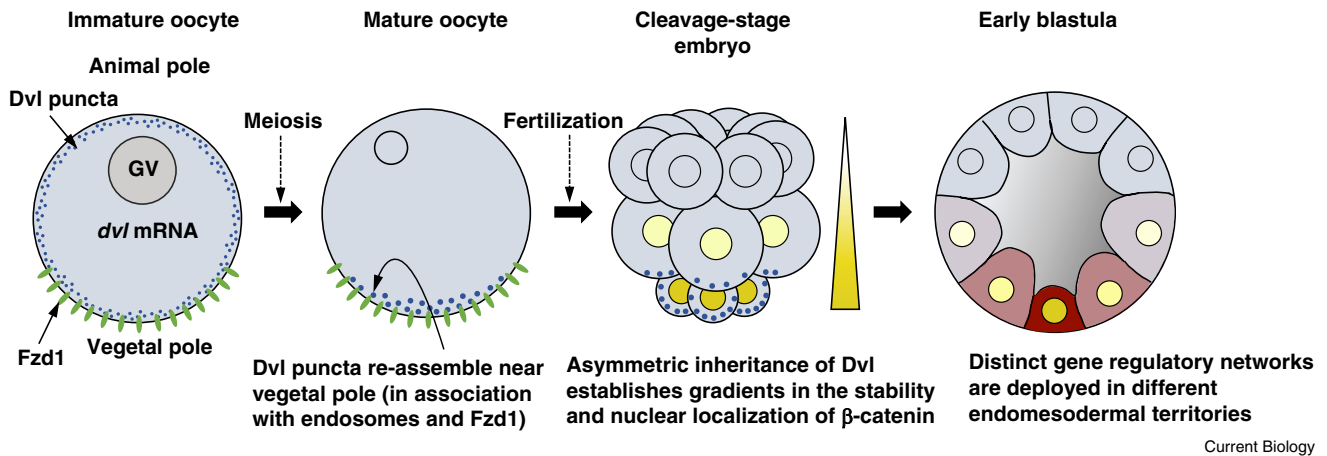 Immature oocyte
Mature oocyte
Cleavage-stage
embryo
Early blastula
Animal pole
Dvl puncta
GV
dvl mRNA
Fzd1
Vegetal pole
Meiosis
Fertilization
Dvl puncta re-assemble near
vegetal pole (in association
with endosomes and Fzd1)
Asymmetric inheritance of Dvl
establishes gradients in the stability
and nuclear localization of β-catenin
Distinct gene regulatory networks
are deployed in different
endomesodermal territories
Current Biology